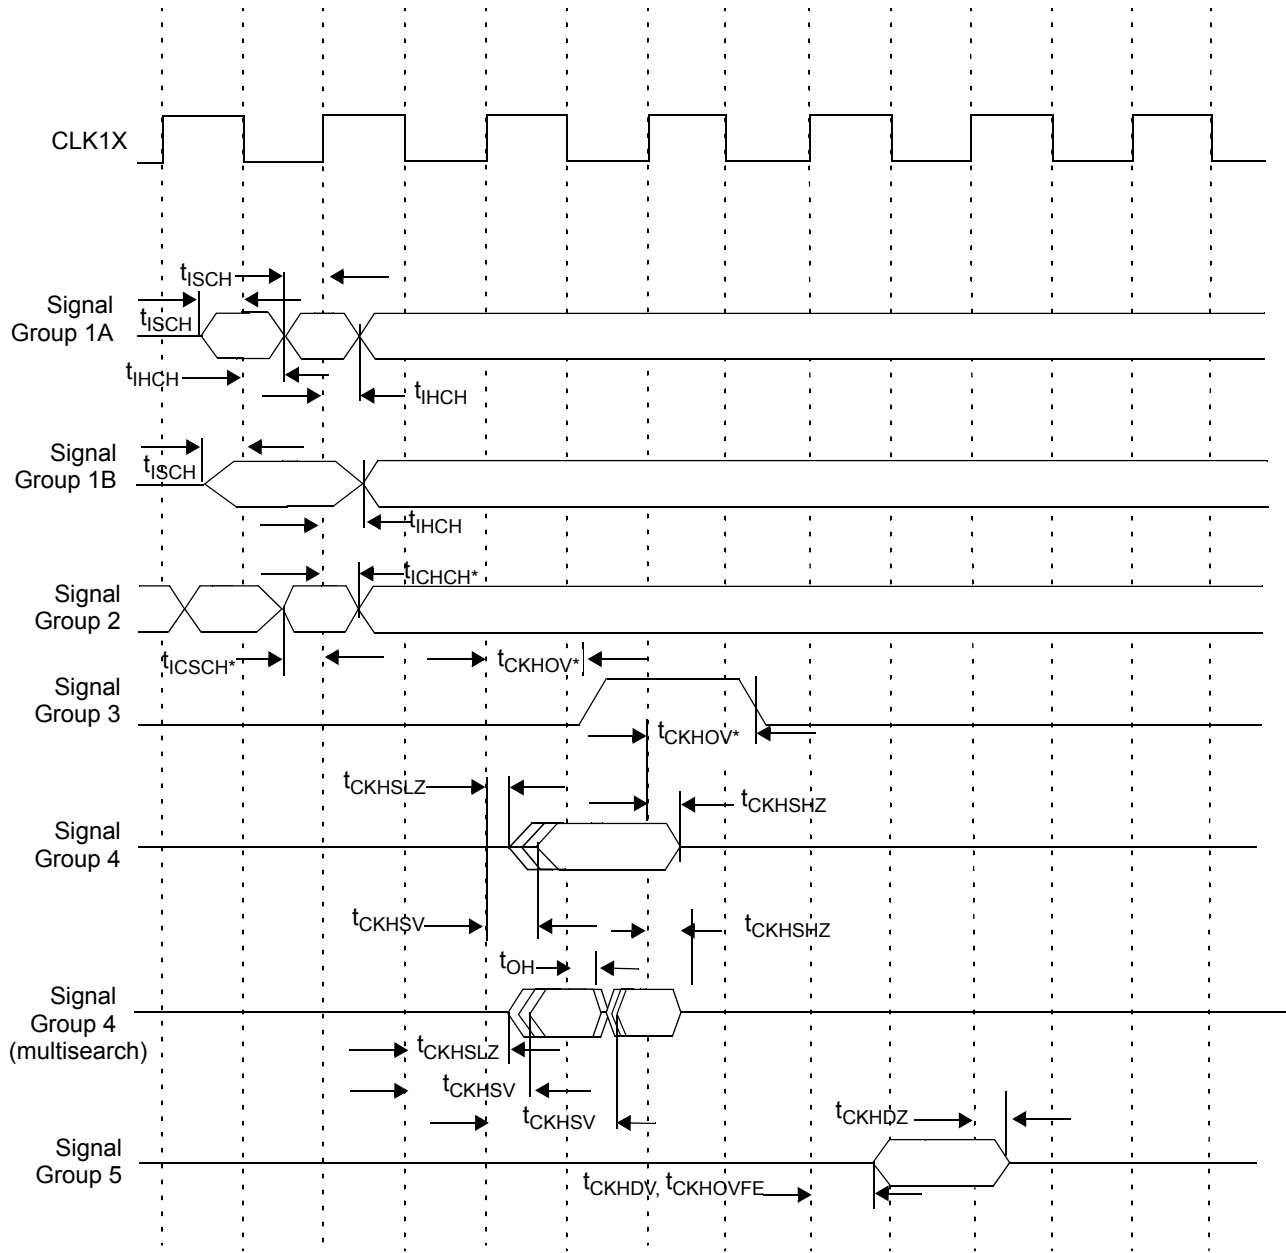 CLK1X
tISCH
Signal
Group 1A
tISCH
tIHCH
tIHCH
Signal
Group 1B
tISCH
tIHCH
tICHCH*
Signal
Group 2
tICSCH*
tCKHOV*
Signal
Group 3
tCKHOV*
tCKHSLZ
tCKHSHZ
Signal
Group 4
tCKHSV
tCKHSHZ
tOH
Signal
Group 4
(multisearch)
tCKHSLZ
tCKHSV
tCKHSV
tCKHDZ
Signal
Group 5
tCKHDV, tCKHOVFE